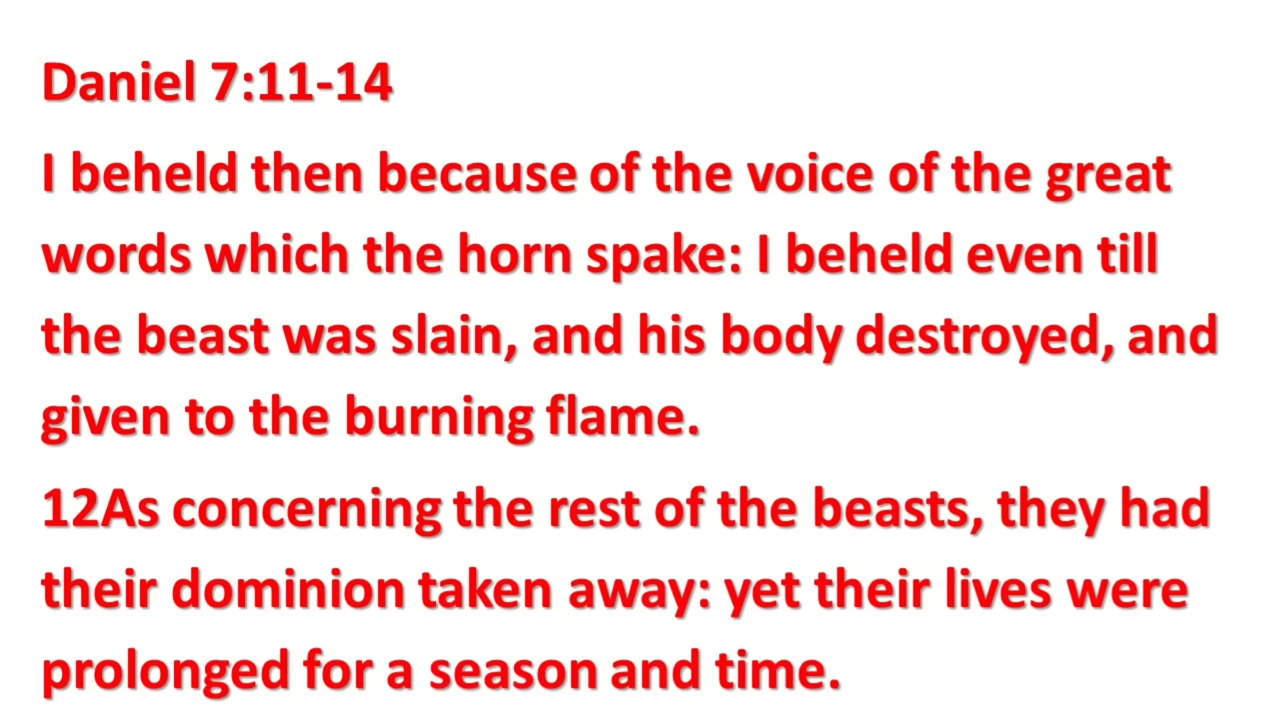 Daniel 7:11-14
I beheld then because of the voice of the great
words which the horn spake: I beheld even till
the beast was slain, and his body destroyed, and
given to the burning flame.
12As concerning the rest of the beasts, they had
their dominion taken away: yet their lives were
prolonged for a season and time.